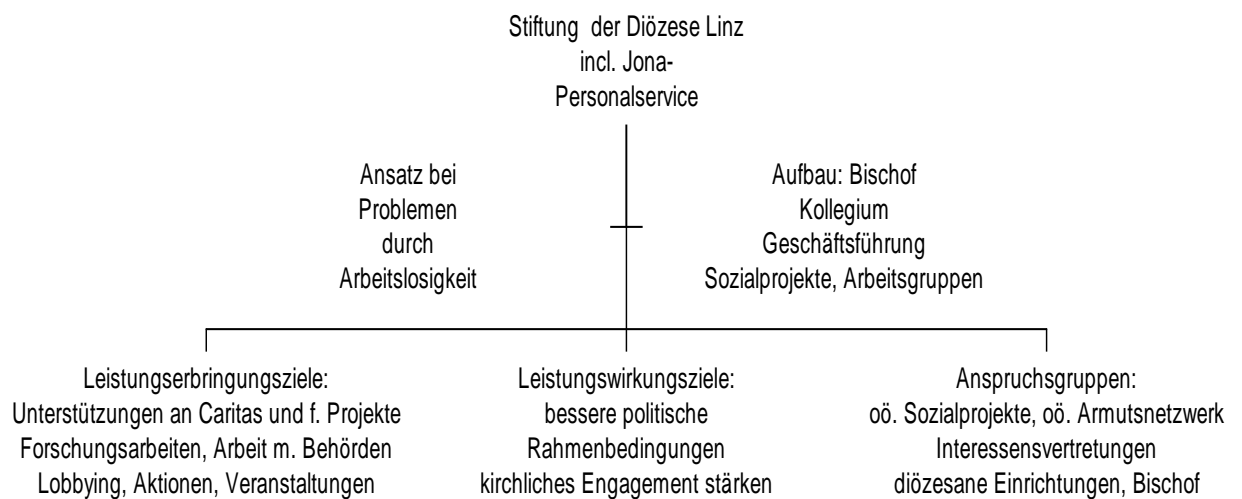 Stiftung der Diözese Linz
incl. Jona-
Personalservice
Ansatz bei
Problemen
durch
Arbeitslosigkeit
Aufbau: Bischof
Kollegium
Geschäftsführung
Sozialprojekte, Arbeitsgruppen
Leistungserbringungsziele:
Unterstützungen an Caritas und f. Projekte
Forschungsarbeiten, Arbeit m. Behörden
Lobbying, Aktionen, Veranstaltungen
Leistungswirkungsziele:
bessere politische
Rahmenbedingungen
kirchliches Engagement stärken
Anspruchsgruppen:
oö. Sozialprojekte, oö. Armutsnetzwerk
Interessensvertretungen
diözesane Einrichtungen, Bischof